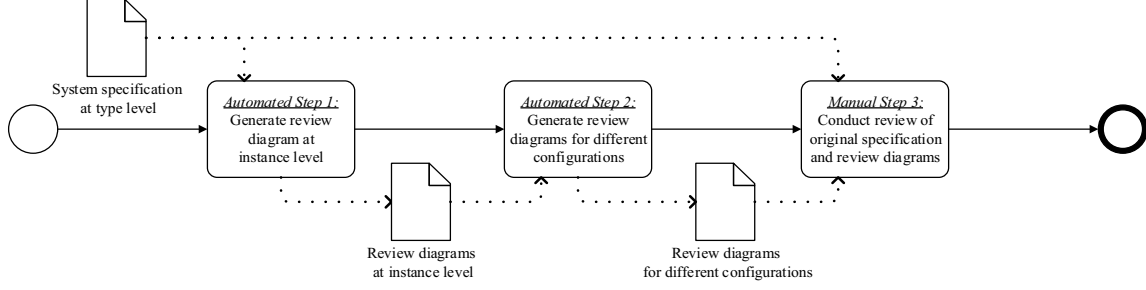 System specification
at type level
Automated Step 1:
Generate review
diagram at
instance level
Automated Step 2:
Generate review
diagrams for different
configurations
Manual Step 3:
Conduct review of
original specification
and review diagrams
Review diagrams
at instance level
Review diagrams
for different configurations